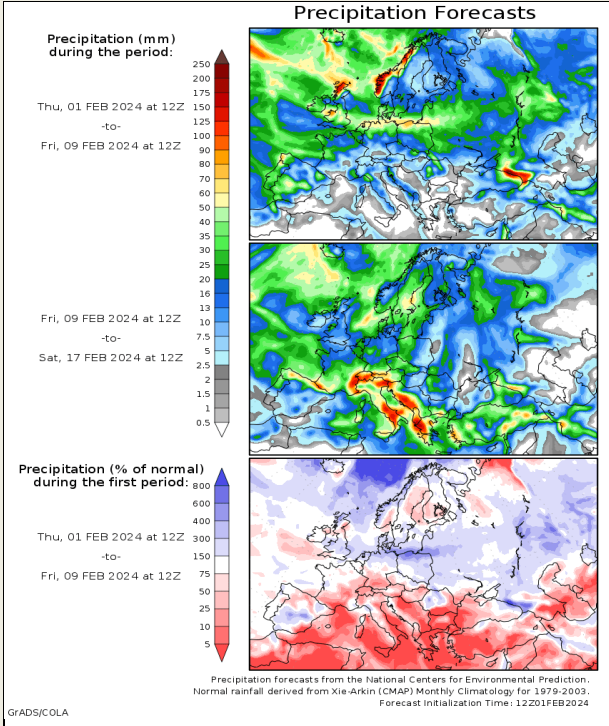 Precipitation Forecasts
Precipitation (mm)
during the period:
Thu, 01 FEB 2024 at 12Z
-to-
Fri, 09 FEB 2024 at 12Z
250
200
175
150
125
100
90
80
70
60
50
40
35
30
25
20
16
13
10
7.5
5
2.5
2
1.5
1
0.5
Fri, 09 FEB 2024 at 12Z
-to-
Sat, 17 FEB 2024 at 12Z
Precipitation (% of normal)
during the first period:
Thu, 01 FEB 2024 at 12Z
-to-
Fri, 09 FEB 2024 at 12Z
800
600
400
300
150
75
50
25
10
5
Precipitation forecasts from the National Centers for Environmental Prediction.
Normal rainfall derived from Xie-Arkin (CMAP) Monthly Climatology for 1979-2003.
Forecast Initialization Time: 12Z01FEB2024
GrADS/COLA